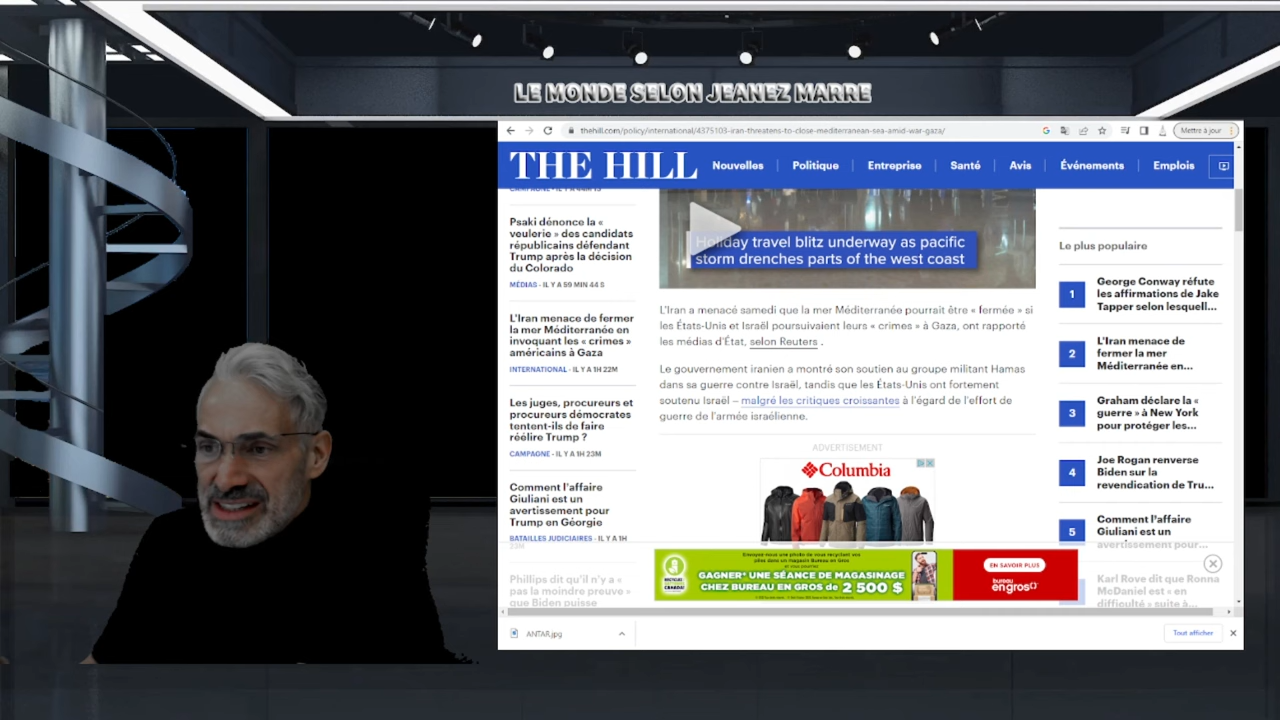 LE MONDE SELON JEANEZ MARRE
thehill.com/policy/international/4375103-iran-threatens-to-close-mediterranean-sea-amid-war-gaza/
Mettre à jour
THE HILL
Nouvelles
Politique
Entreprise
Santé
Avis
Événements
Emplois
Psaki dénonce la «
veulerie » des candidats
républicains défendant
Trump après la décision
du Colorado
MÉDIAS - IL Y A 59 MIN 44 S
L'Iran menace de fermer
la mer Méditerranée en
invoquant les « crimes »
américains à Gaza
INTERNATIONAL - IL Y A 1H 22M
Les juges, procureurs et
procureurs démocrates
tentent-ils de faire
réélire Trump ?
CAMPAGNE - IL Y A 1H 23M
Comment l'affaire
Giuliani est un
avertissement pour
Trump en Géorgie
BATAILLES JUDICIAIRES - IL Y A 1H
Phillips dit qu'il n'y a «
pas la moindre preuve «
que Biden puisse
Holiday travel blitz underway as pacific
storm drenches parts of the west coast
L'Iran a menacé samedi que la mer Méditerranée pourrait être « fermée » si
les États-Unis et Israël poursuivaient leurs « crimes » à Gaza, ont rapporté
les médias d'État, selon Reuters .
Le gouvernement iranien a montré son soutien au groupe militant Hamas
dans sa guerre contre Israël, tandis que les États-Unis ont fortement
soutenu Israël – malgré les critiques croissantes à l'égard de l'effort de
guerre de l'armée israélienne.
ADVERTISEMENT
Columbia
Le plus populaire
1
George Conway réfute
les affirmations de Jake
Tapper selon lesquell...
2
L'Iran menace de
fermer la mer
Méditerranée en...
3
Graham déclare la «
guerre » à New York
pour protéger les...
4
Joe Rogan renverse
Biden sur la
revendication de Tru...
5
Comment l'affaire
Giuliani est un
avertissement pour...
Karl Rove dit que Ronna
McDaniel est « en
difficulté » suite à...
GAGNER* UNE SÉANCE DE MAGASINAGE
CHEZ BUREAU EN GROS de 2 500 $
EN SAVOIR PLUS
bureau
engros
ANTAR.jpg
Tout afficher